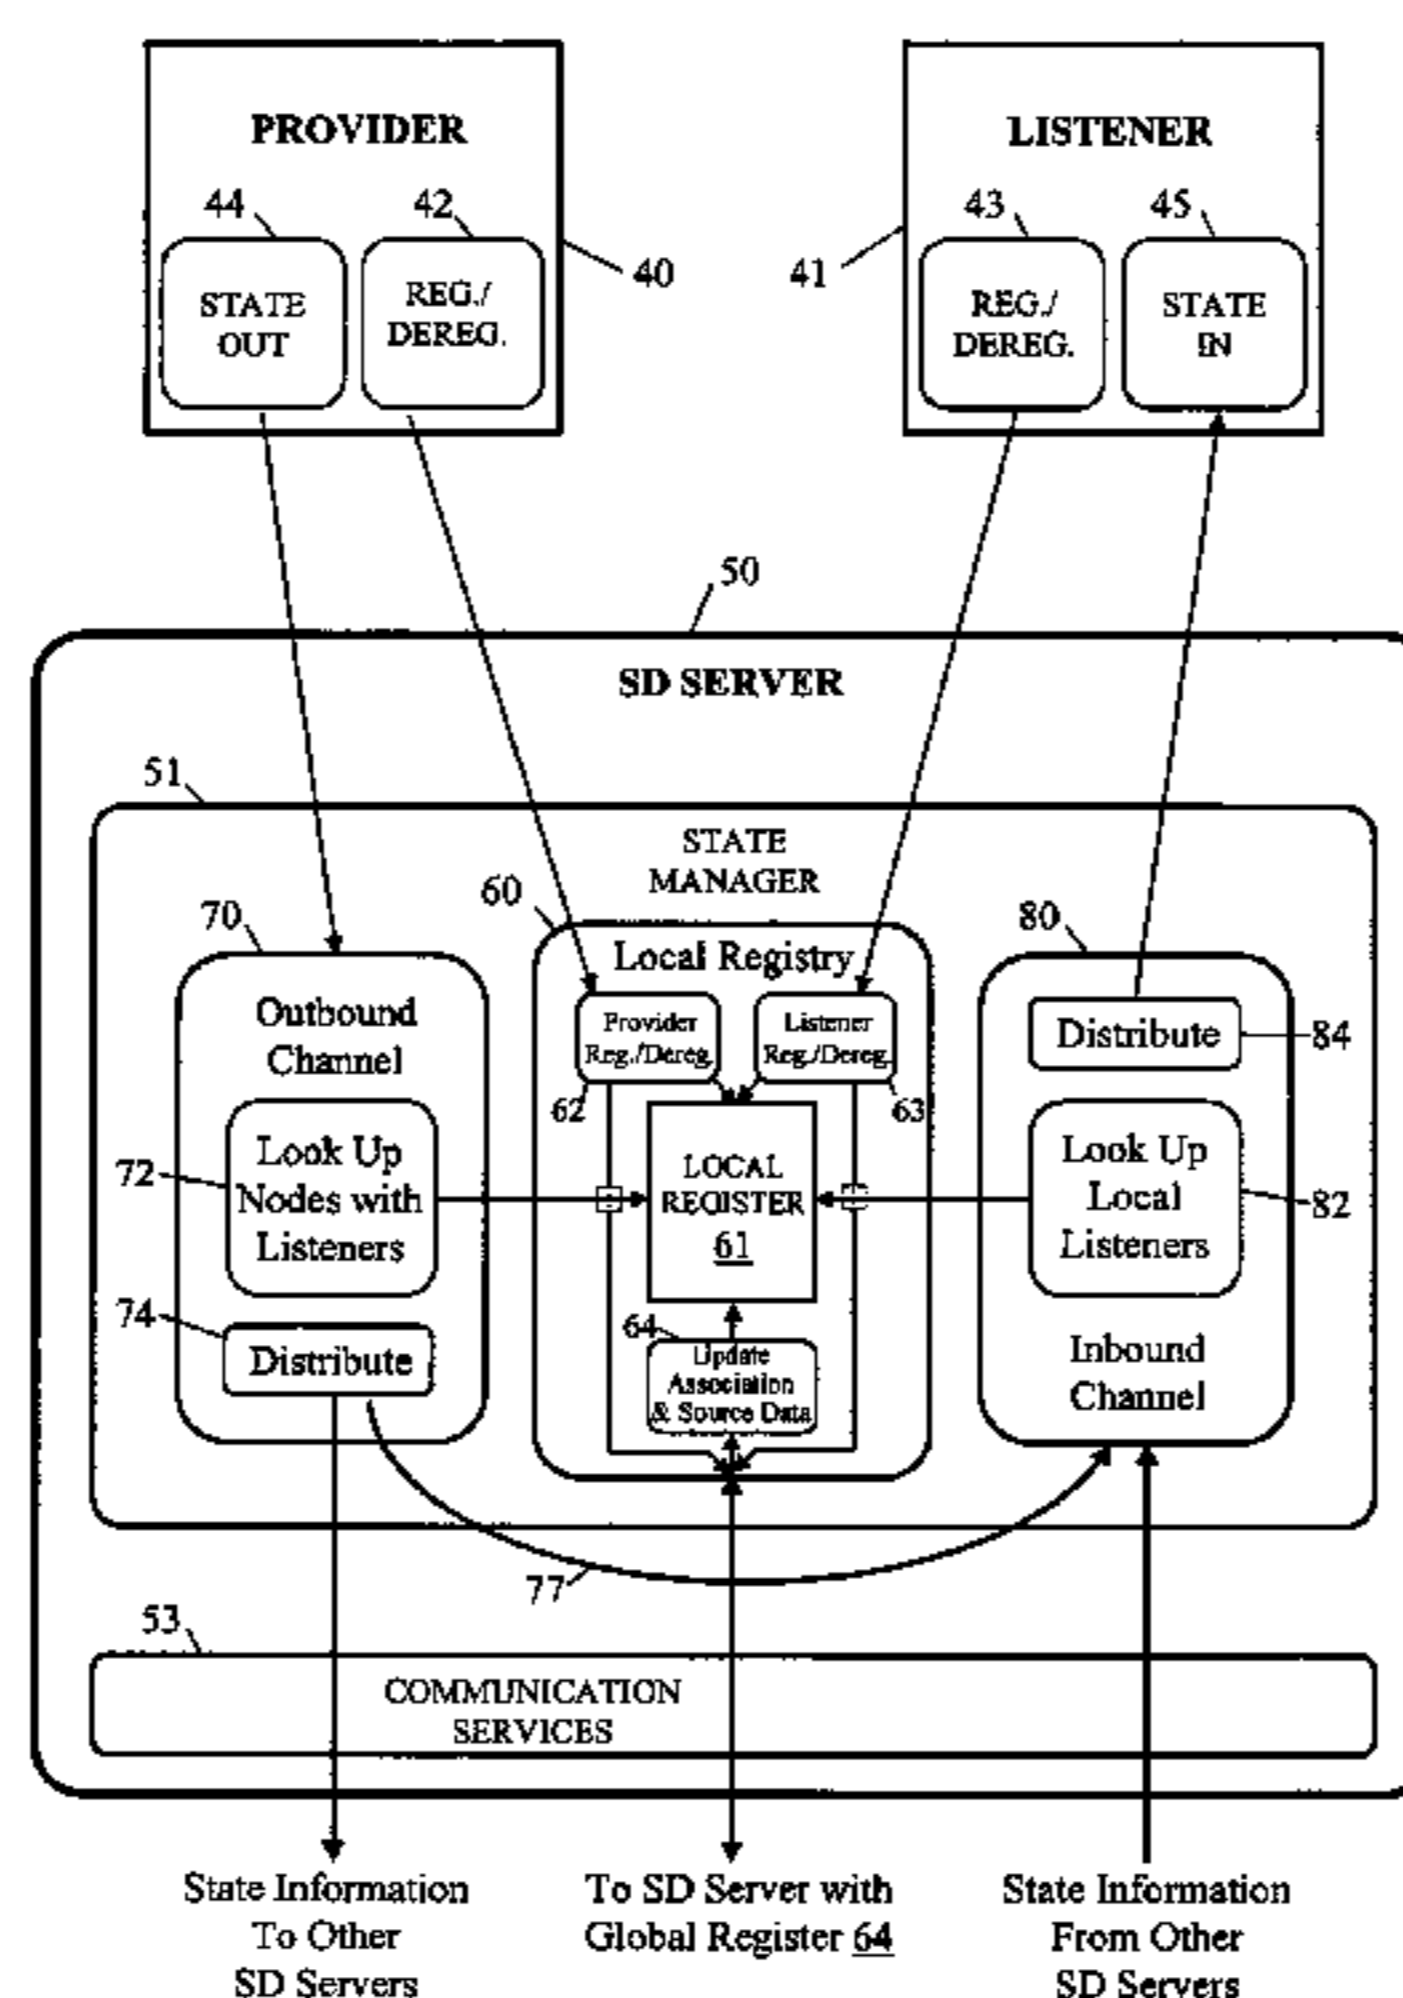 PROVIDER
LISTENER
44
42
43
45
STATE
OUT
REG./
DEREG.
40
41
REG./
DEREG.
STATE
IN
50
SD SERVER
51
STATE
MANAGER
70
60
80
Local Registry
Outbound
Channel
Provider
Reg./Dereg.
Listener
Reg./Dereg.
Distribute
84
62
63
72
Look Up
Nodes with
Listeners
LOCAL
REGISTER
61
Look Up
Local
Listeners
82
74
Distribute
64
Update
Association
& Source Data
Inbound
Channel
77
53
COMMUNICATION
SERVICES
State Information
To Other
SD Servers
To SD Server with
Global Register 64
State Information
From Other
SD Servers